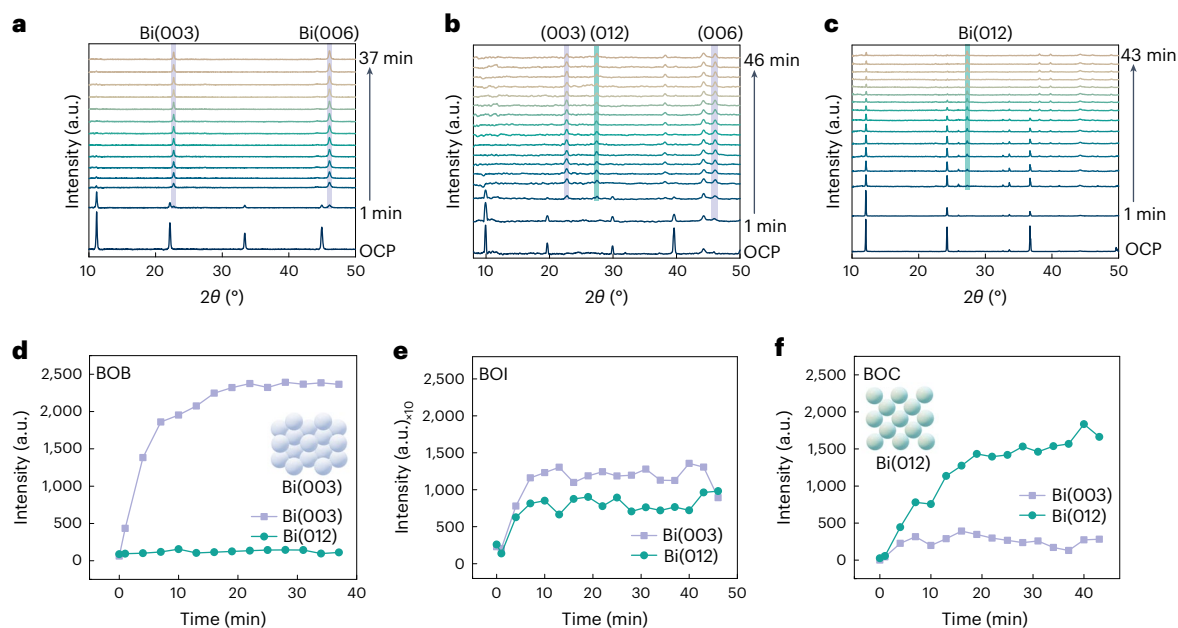 a
Bi(003)
Bi(006)
37 min
1 min
OCP
Intensity (a.u.)
10
20
30
40
50
2θ (°)
b
(003) (012)
(006)
46 min
1 min
OCP
Intensity (a.u.)
10
20
30
40
50
2θ (°)
c
Bi(012)
43 min
1 min
OCP
Intensity (a.u.)
10
20
30
40
50
2θ (°)
d
BOB
2,500
2,000
1,500
1,000
500
0
Intensity (a.u.)
Bi(003)
Bi(003)
Bi(012)
0
10
20
30
40
Time (min)
e
BOI
2,500
2,000
1,500
1,000
500
0
Intensity (a.u.)×10
Bi(003)
Bi(012)
0
10
20
30
40
50
Time (min)
f
BOC
2,500
2,000
1,500
1,000
500
0
Intensity (a.u.)
Bi(012)
Bi(003)
Bi(012)
0
10
20
30
40
Time (min)